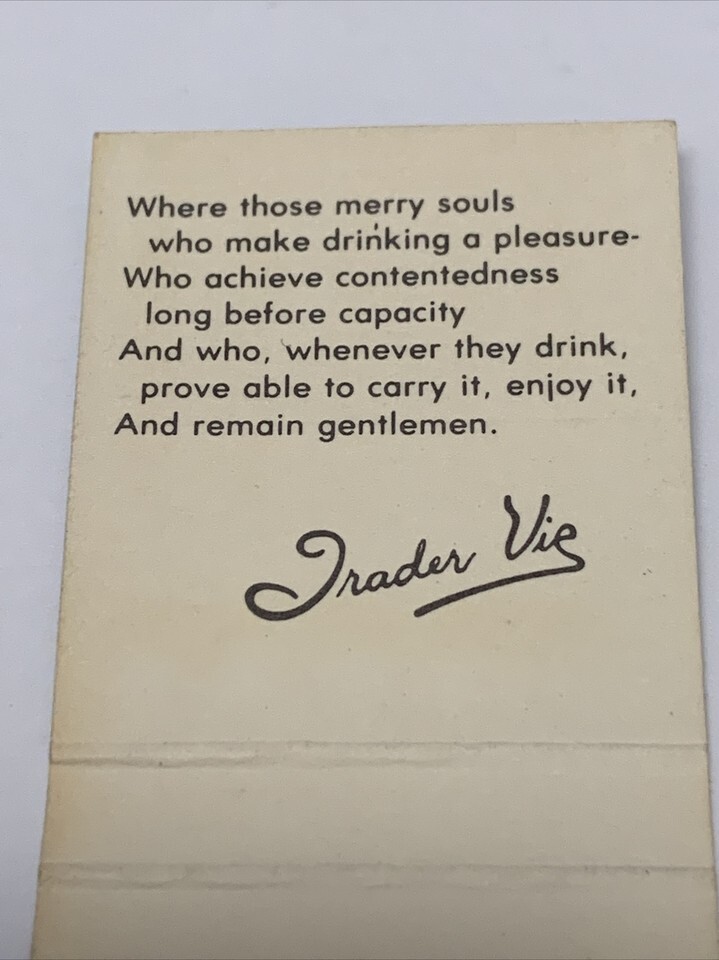 Where those merry souls
who make drinking a pleasure-
Who achieve contentedness
long before capacity
And who, whenever they drink,
prove able to carry it, enjoy it,
And remain gentlemen.
Trader Vic